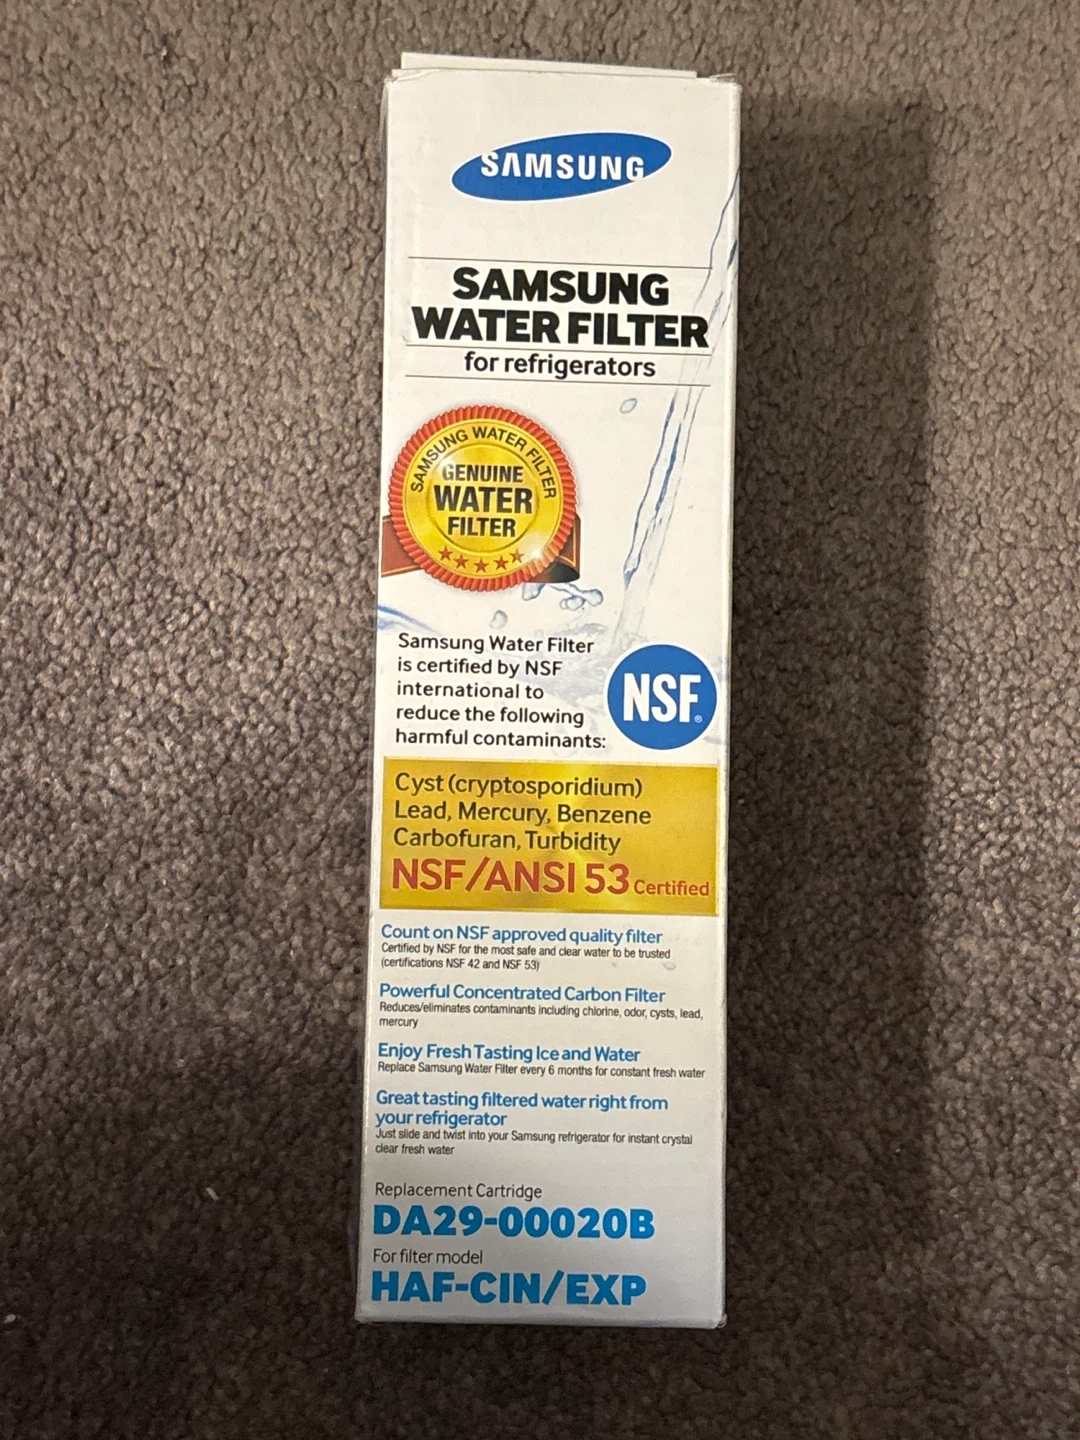 SAMSUNG
SAMSUNG
WATER FILTER
for refrigerators
SAMSUNG WATER FILTER
GENUINE
WATER
FILTER
Samsung Water Filter
is certified by NSF
international to
reduce the following
harmful contaminants:
NSF®
Cyst (cryptosporidium)
Lead, Mercury, Benzene
Carbofuran, Turbidity
NSF/ANSI 53 Certified
Count on NSF approved quality filter
Certified by NSF for the most safe and clear water to be trusted
(certifications NSF 42 and NSF 53)
Powerful Concentrated Carbon Filter
Reduces/eliminates contaminants including chlorine, odor, cysts, lead,
mercury
Enjoy Fresh Tasting Ice and Water
Replace Samsung Water Filter every 6 months for constant fresh water
Great tasting filtered water right from
your refrigerator
Just slide and twist into your Samsung refrigerator for instant crystal
clear fresh water
Replacement Cartridge
DA29-00020B
For filter model
HAF-CIN/EXP